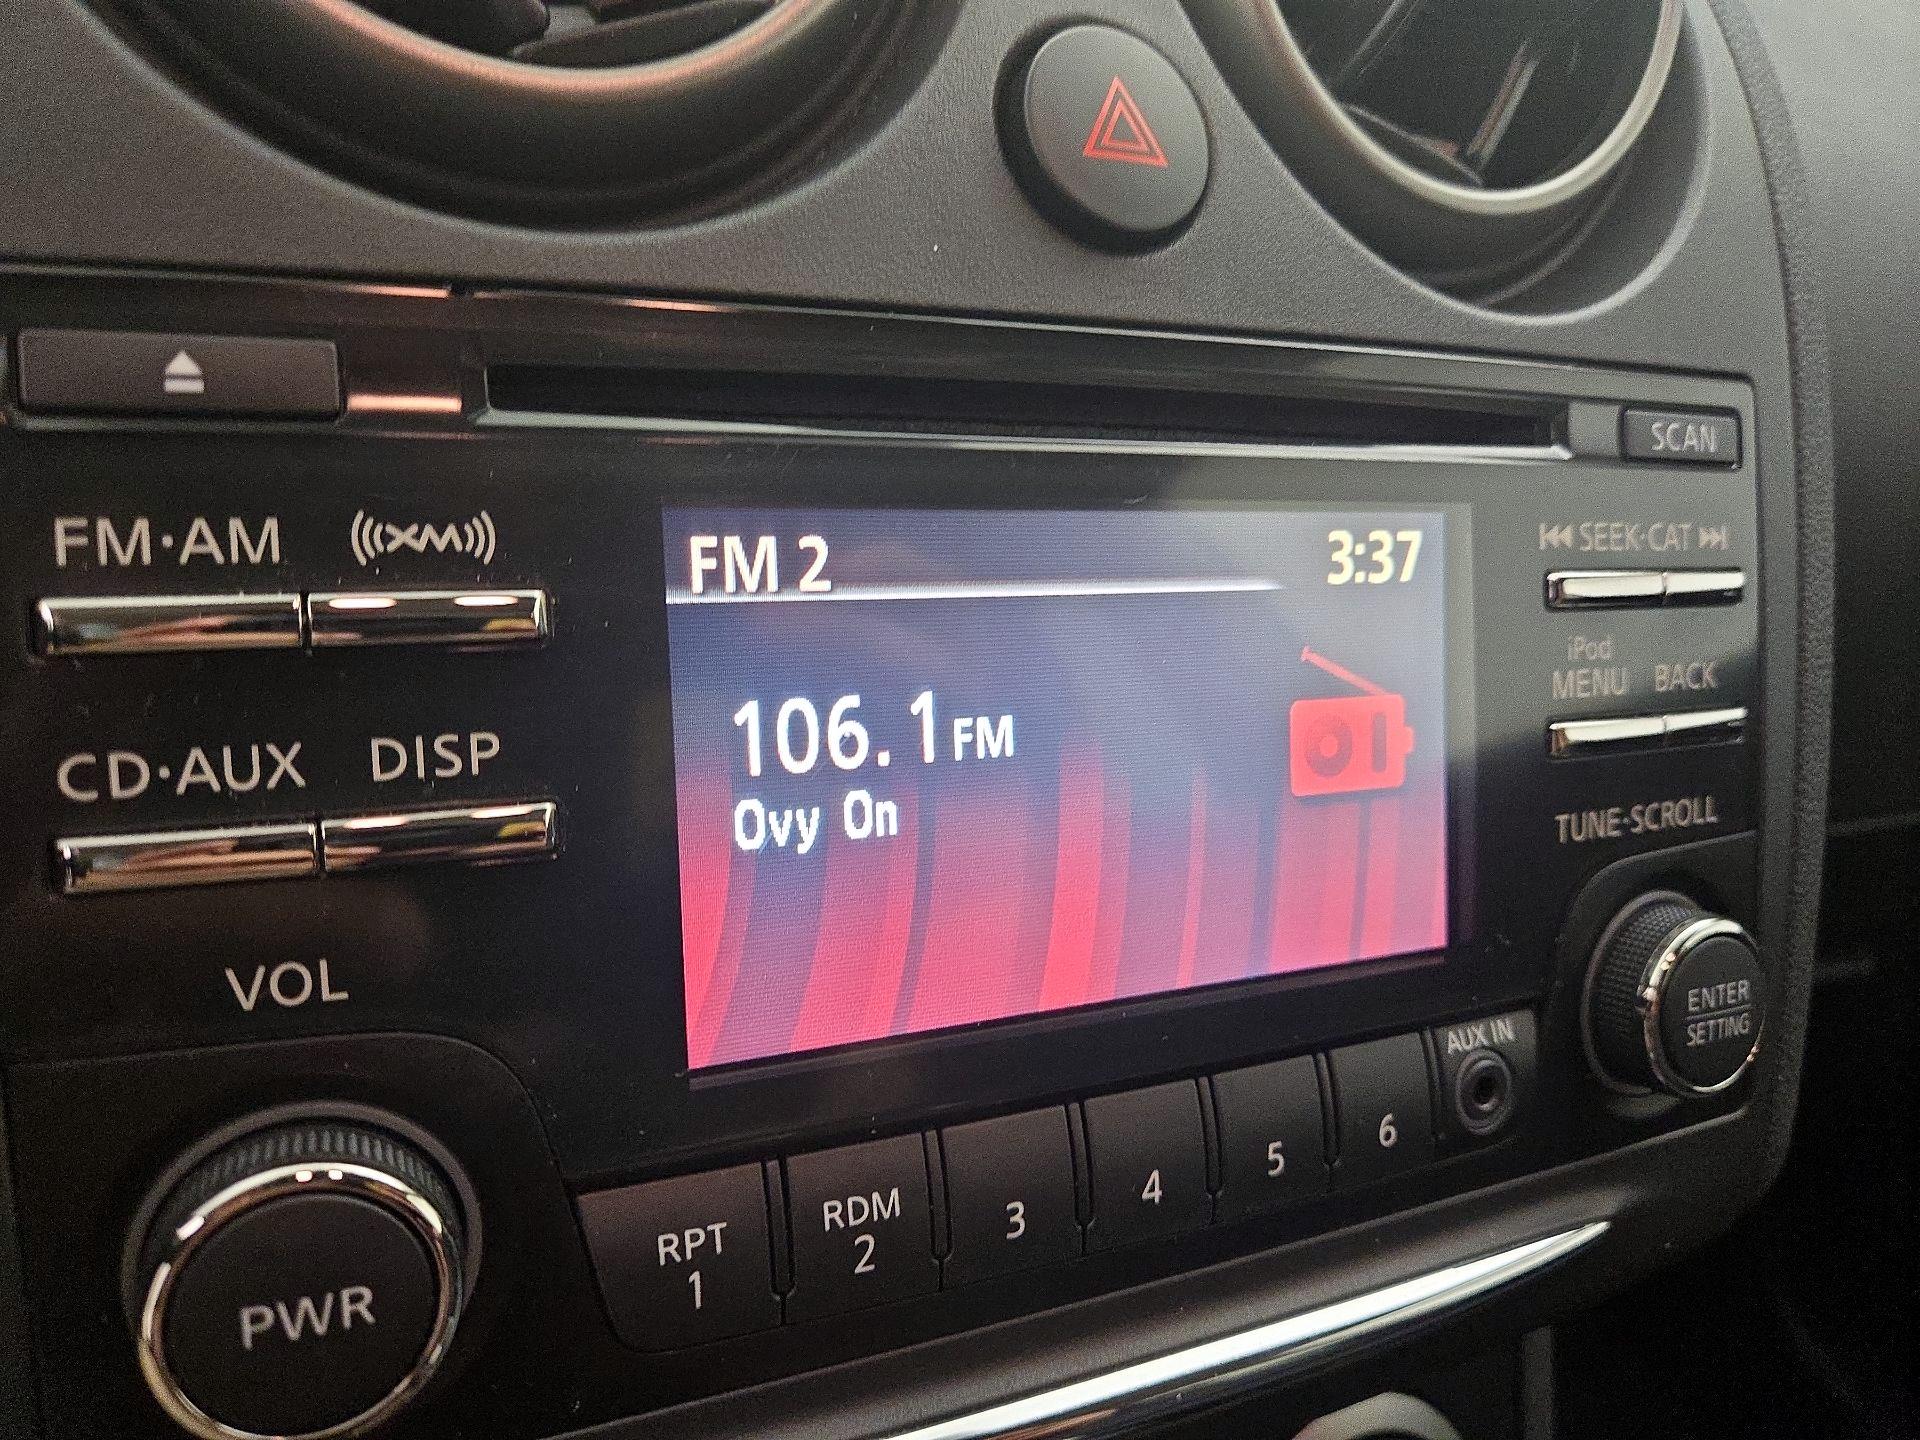 SCAN
FM·AM
XM
SEEK·CAT
FM 2
3:37
iPod
MENU
BACK
106.1 FM
Ovy On
CD·AUX
DISP
TUNE·SCROLL
VOL
ENTER
SETTING
AUX IN
RPT
1
RDM
2
3
4
5
6
PWR